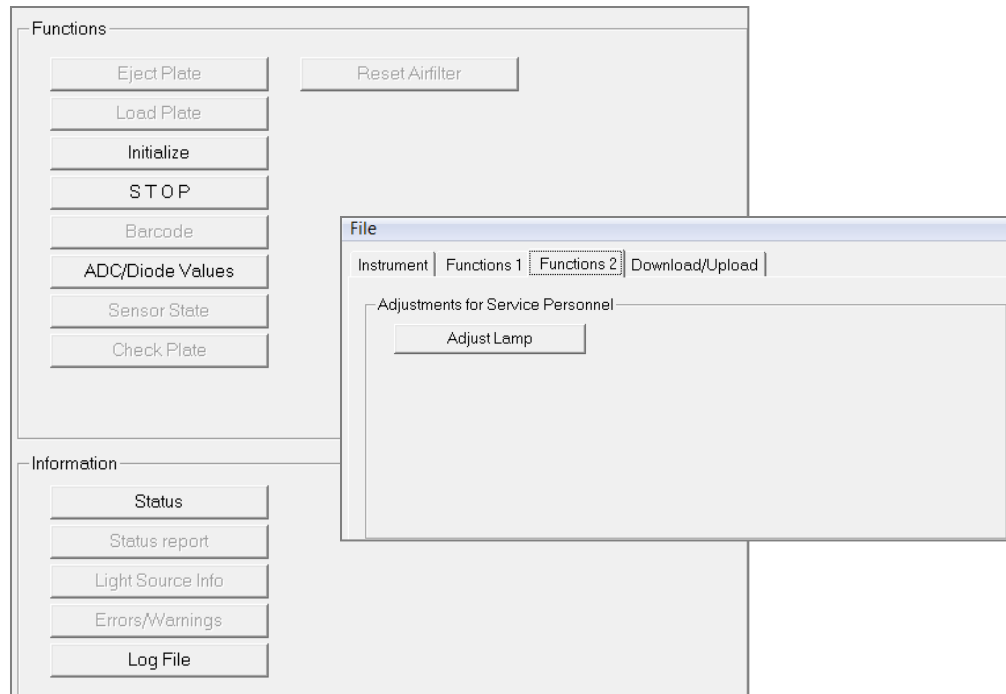 Functions
Eject Plate
Reset Airfilter
Load Plate
Initialize
S T O P
Barcode
ADC/Diode Values
Sensor State
Check Plate
Information
Status
Status report
Light Source Info
Errors/Warnings
Log File
File
Instrument Functions 1 Functions 2 Download/Upload
Adjustments for Service Personnel
Adjust Lamp